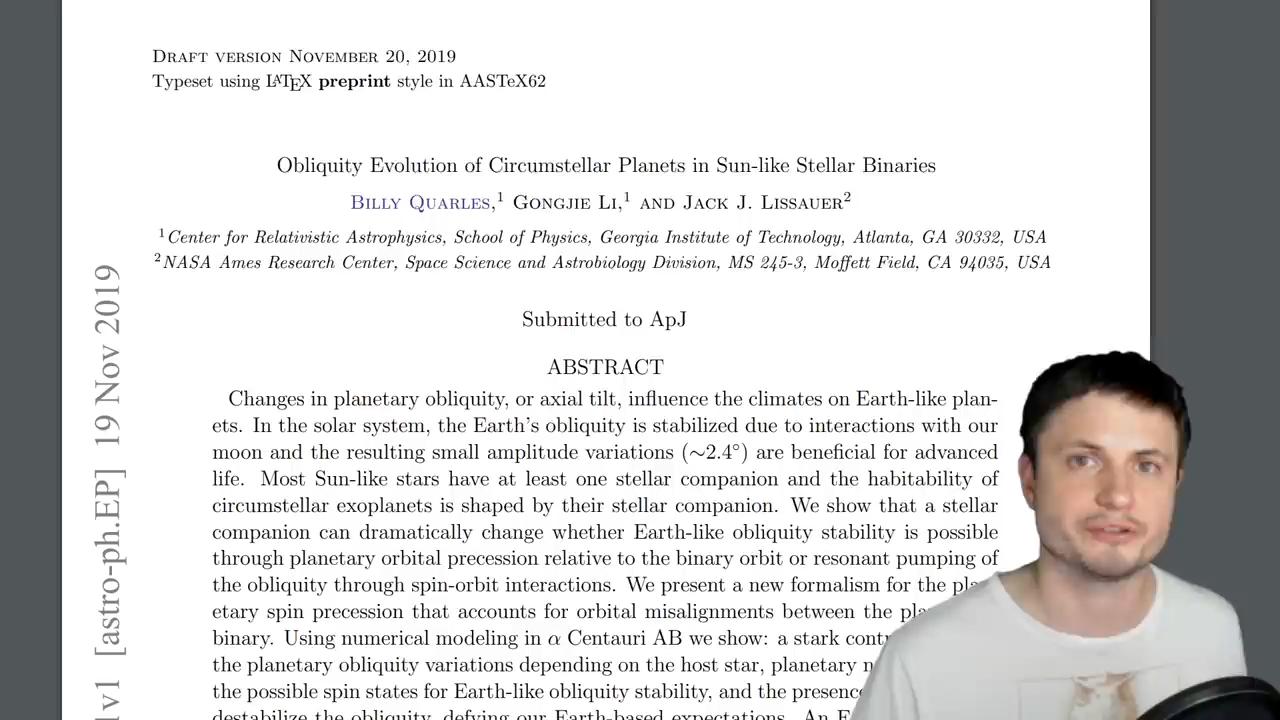 DRAFT VERSION NOVEMBER 20, 2019
Typeset using LATEX preprint style in AASTeX62
Obliquity Evolution of Circumstellar Planets in Sun-like Stellar Binaries
BILLY QUARLES,1 GONGJIE LI,1 AND JACK J. LISSAUER2
1Center for Relativistic Astrophysics, School of Physics, Georgia Institute of Technology, Atlanta, GA 30332, USA
2NASA Ames Research Center, Space Science and Astrobiology Division, MS 245-3, Moffett Field, CA 94035, USA
Submitted to ApJ
ABSTRACT
Changes in planetary obliquity, or axial tilt, influence the climates on Earth-like plan-
ets. In the solar system, the Earth's obliquity is stabilized due to interactions with our
moon and the resulting small amplitude variations (~2.4°) are beneficial for advanced
life. Most Sun-like stars have at least one stellar companion and the habitability of
circumstellar exoplanets is shaped by their stellar companion. We show that a stellar
companion can dramatically change whether Earth-like obliquity stability is possible
through planetary orbital precession relative to the binary orbit or resonant pumping of
the obliquity through spin-orbit interactions. We present a new formalism for the
etary spin precession that accounts for orbital misalignments between the
binary. Using numerical modeling in α Centauri AB we show: a stark
the planetary obliquity variations depending on the host star, planetary
the possible spin states for Earth-like obliquity stability, and the
destabilize the obliquity, defying our Earth-based expectations. An
v1 [astro-ph.EP] 19 Nov 2019